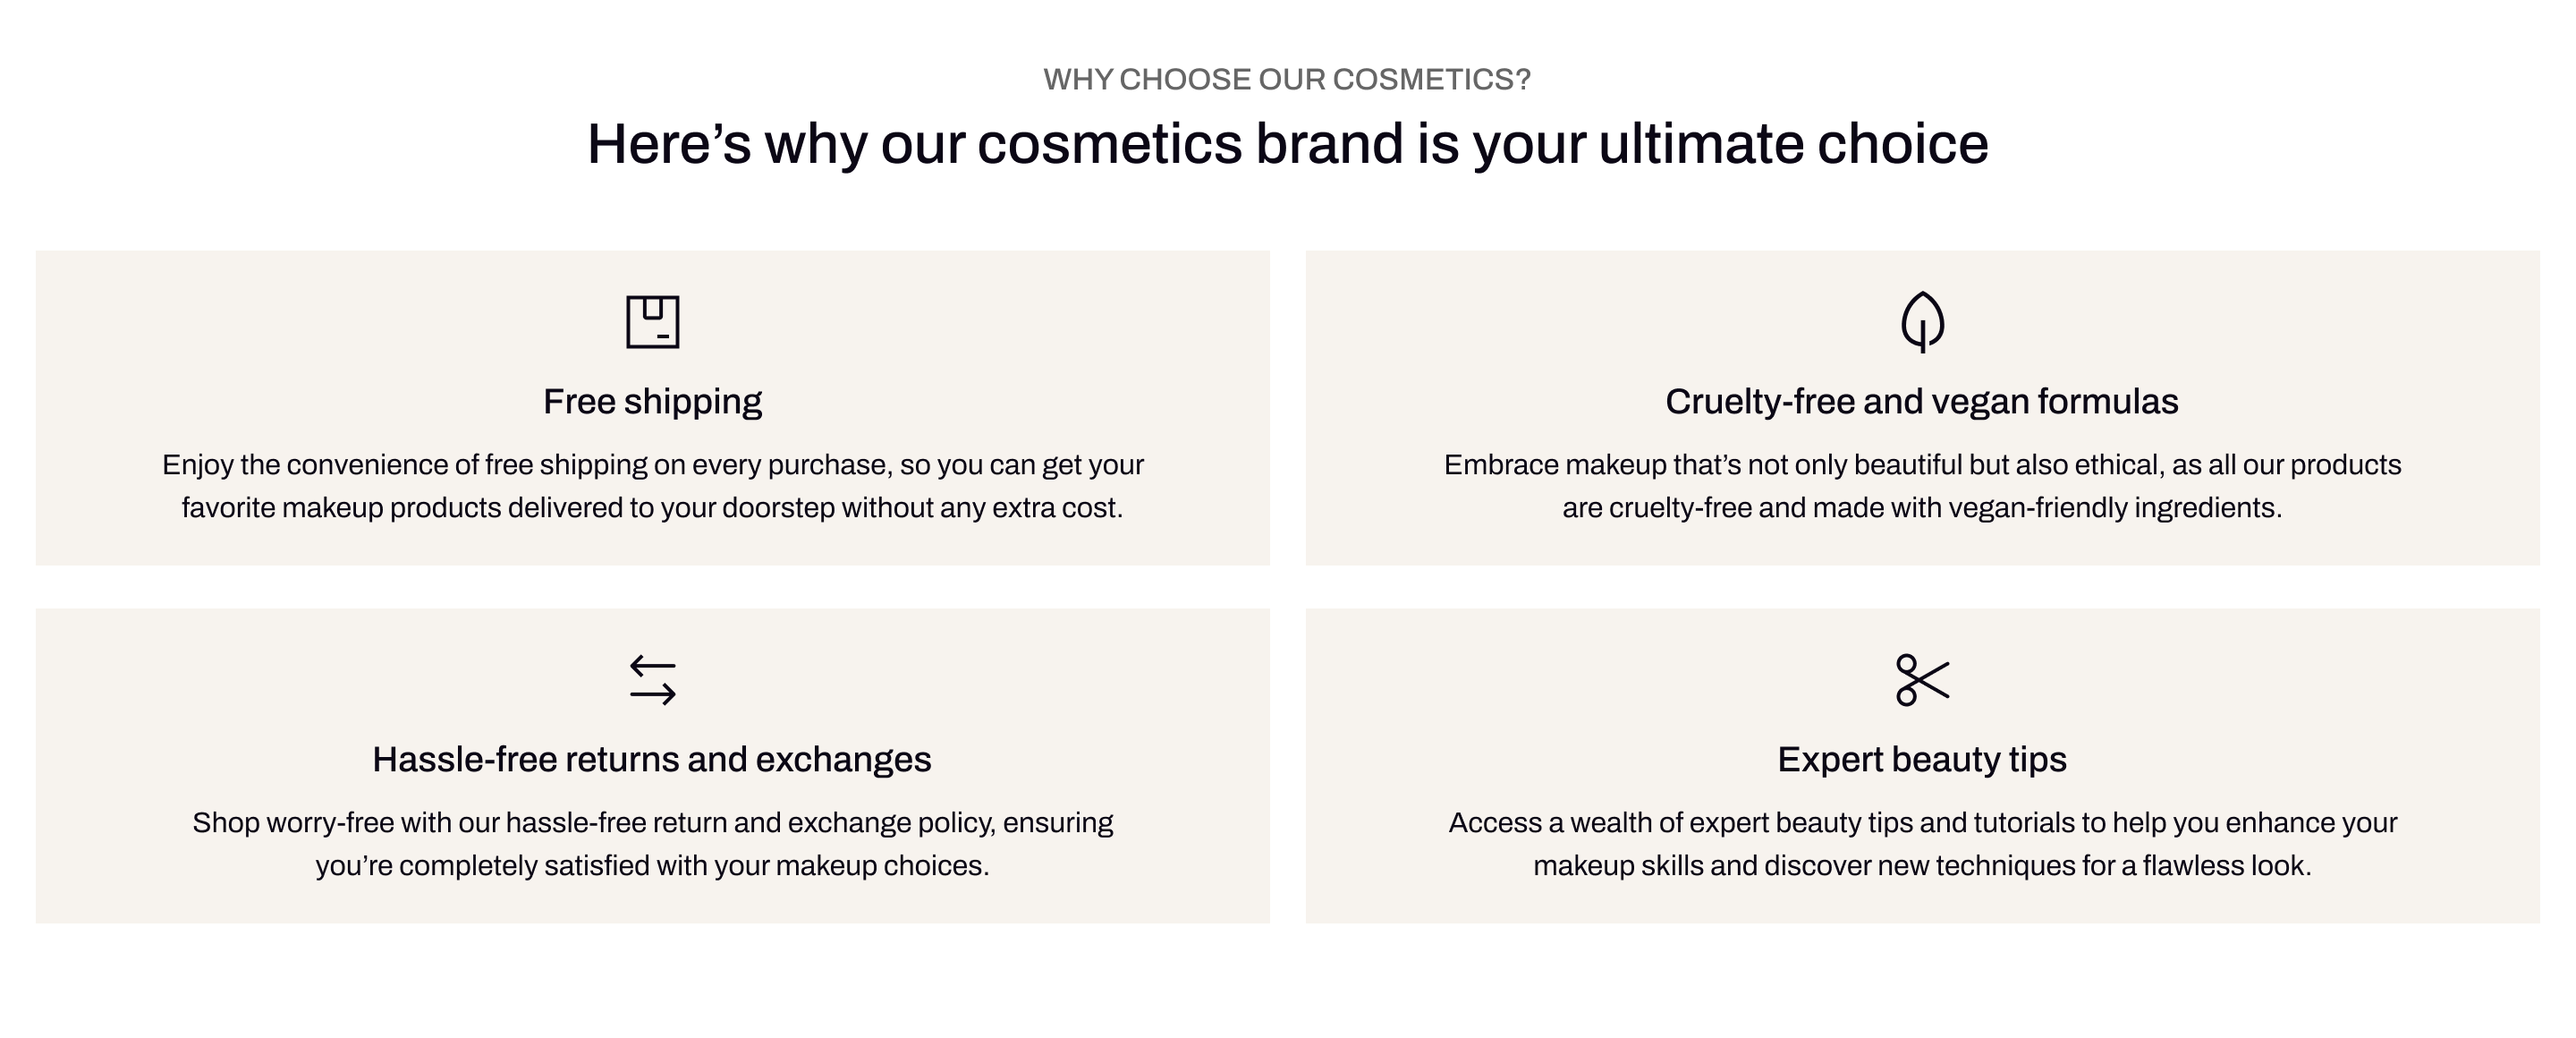 WHY CHOOSE OUR COSMETICS?
Here’s why our cosmetics brand is your ultimate choice
Free shipping
Enjoy the convenience of free shipping on every purchase, so you can get your
favorite makeup products delivered to your doorstep without any extra cost.
Cruelty-free and vegan formulas
Embrace makeup that’s not only beautiful but also ethical, as all our products
are cruelty-free and made with vegan-friendly ingredients.
Hassle-free returns and exchanges
Shop worry-free with our hassle-free return and exchange policy, ensuring
you’re completely satisfied with your makeup choices.
Expert beauty tips
Access a wealth of expert beauty tips and tutorials to help you enhance your
makeup skills and discover new techniques for a flawless look.